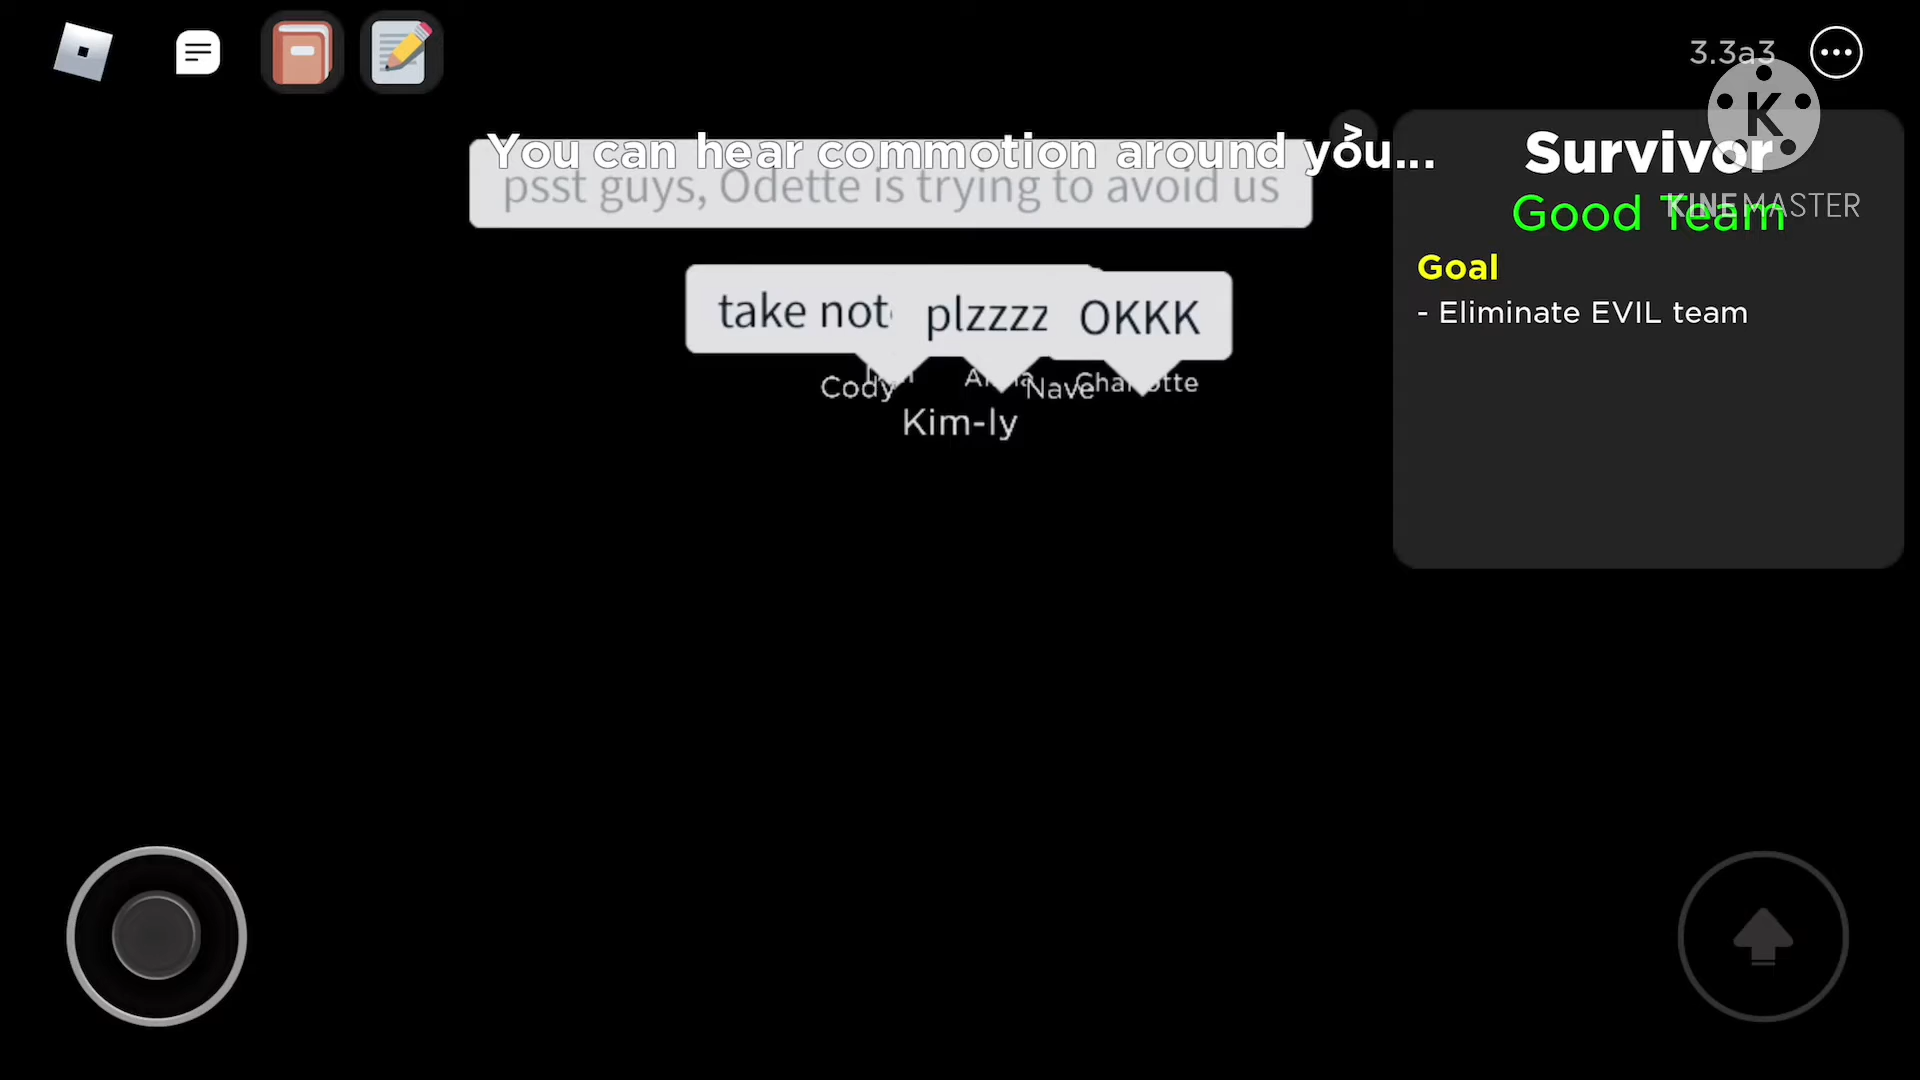 3.3a3
K
KINEMASTER
You can hear commotion around you...
psst guys, Odette is trying to avoid us
Survivor
Good Team
Goal
- Eliminate EVIL team
take not
plzzzz
OKKK
Cody
Nave
Charlotte
Kim-ly